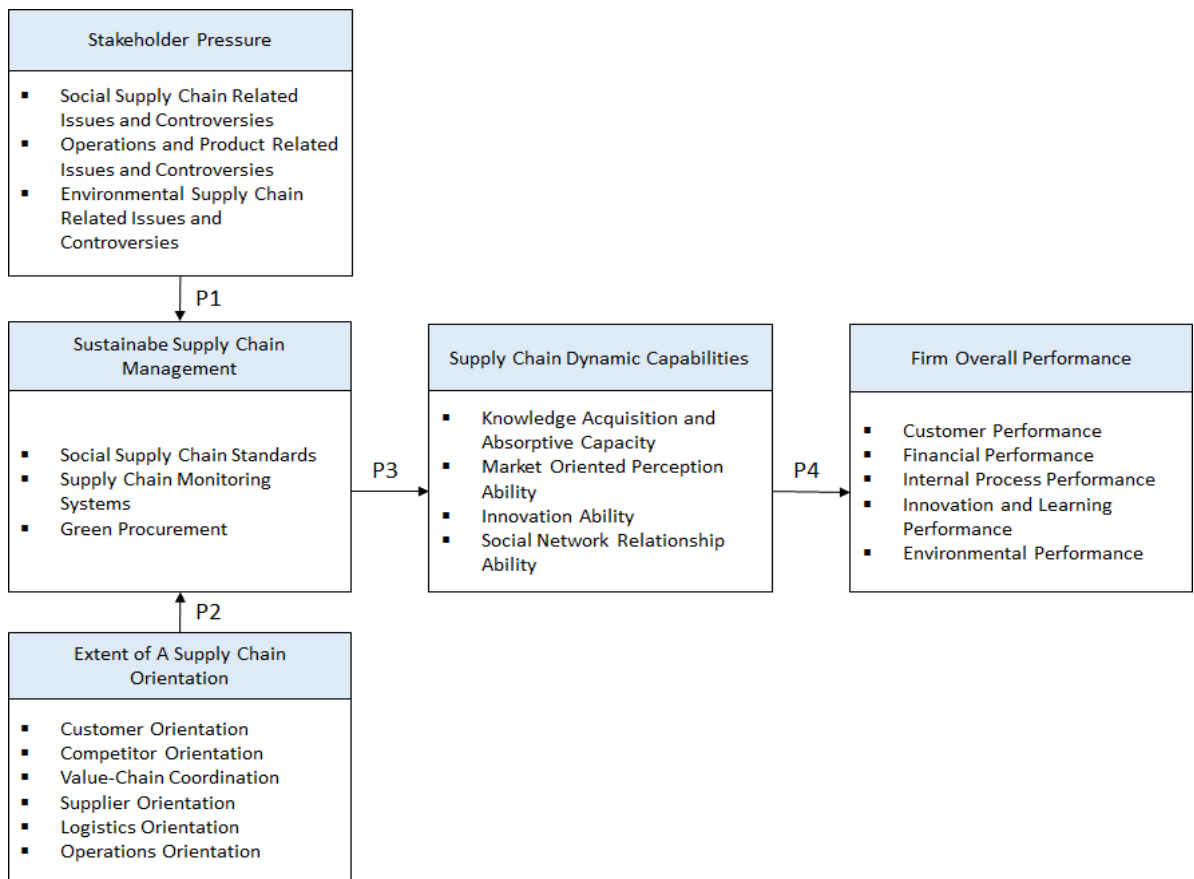 Stakeholder Pressure
▪ Social Supply Chain Related
Issues and Controversies
▪ Operations and Product Related
Issues and Controversies
▪ Environmental Supply Chain
Related Issues and
Controversies
P1
Sustainabe Supply Chain
Management
▪ Social Supply Chain Standards
▪ Supply Chain Monitoring
Systems
▪ Green Procurement
P3
Supply Chain Dynamic Capabilities
▪ Knowledge Acquisition and
Absorptive Capacity
▪ Market Oriented Perception
Ability
▪ Innovation Ability
▪ Social Network Relationship
Ability
P4
Firm Overall Performance
▪ Customer Performance
▪ Financial Performance
▪ Internal Process Performance
▪ Innovation and Learning
Performance
▪ Environmental Performance
P2
Extent of A Supply Chain
Orientation
▪ Customer Orientation
▪ Competitor Orientation
▪ Value-Chain Coordination
▪ Supplier Orientation
▪ Logistics Orientation
▪ Operations Orientation